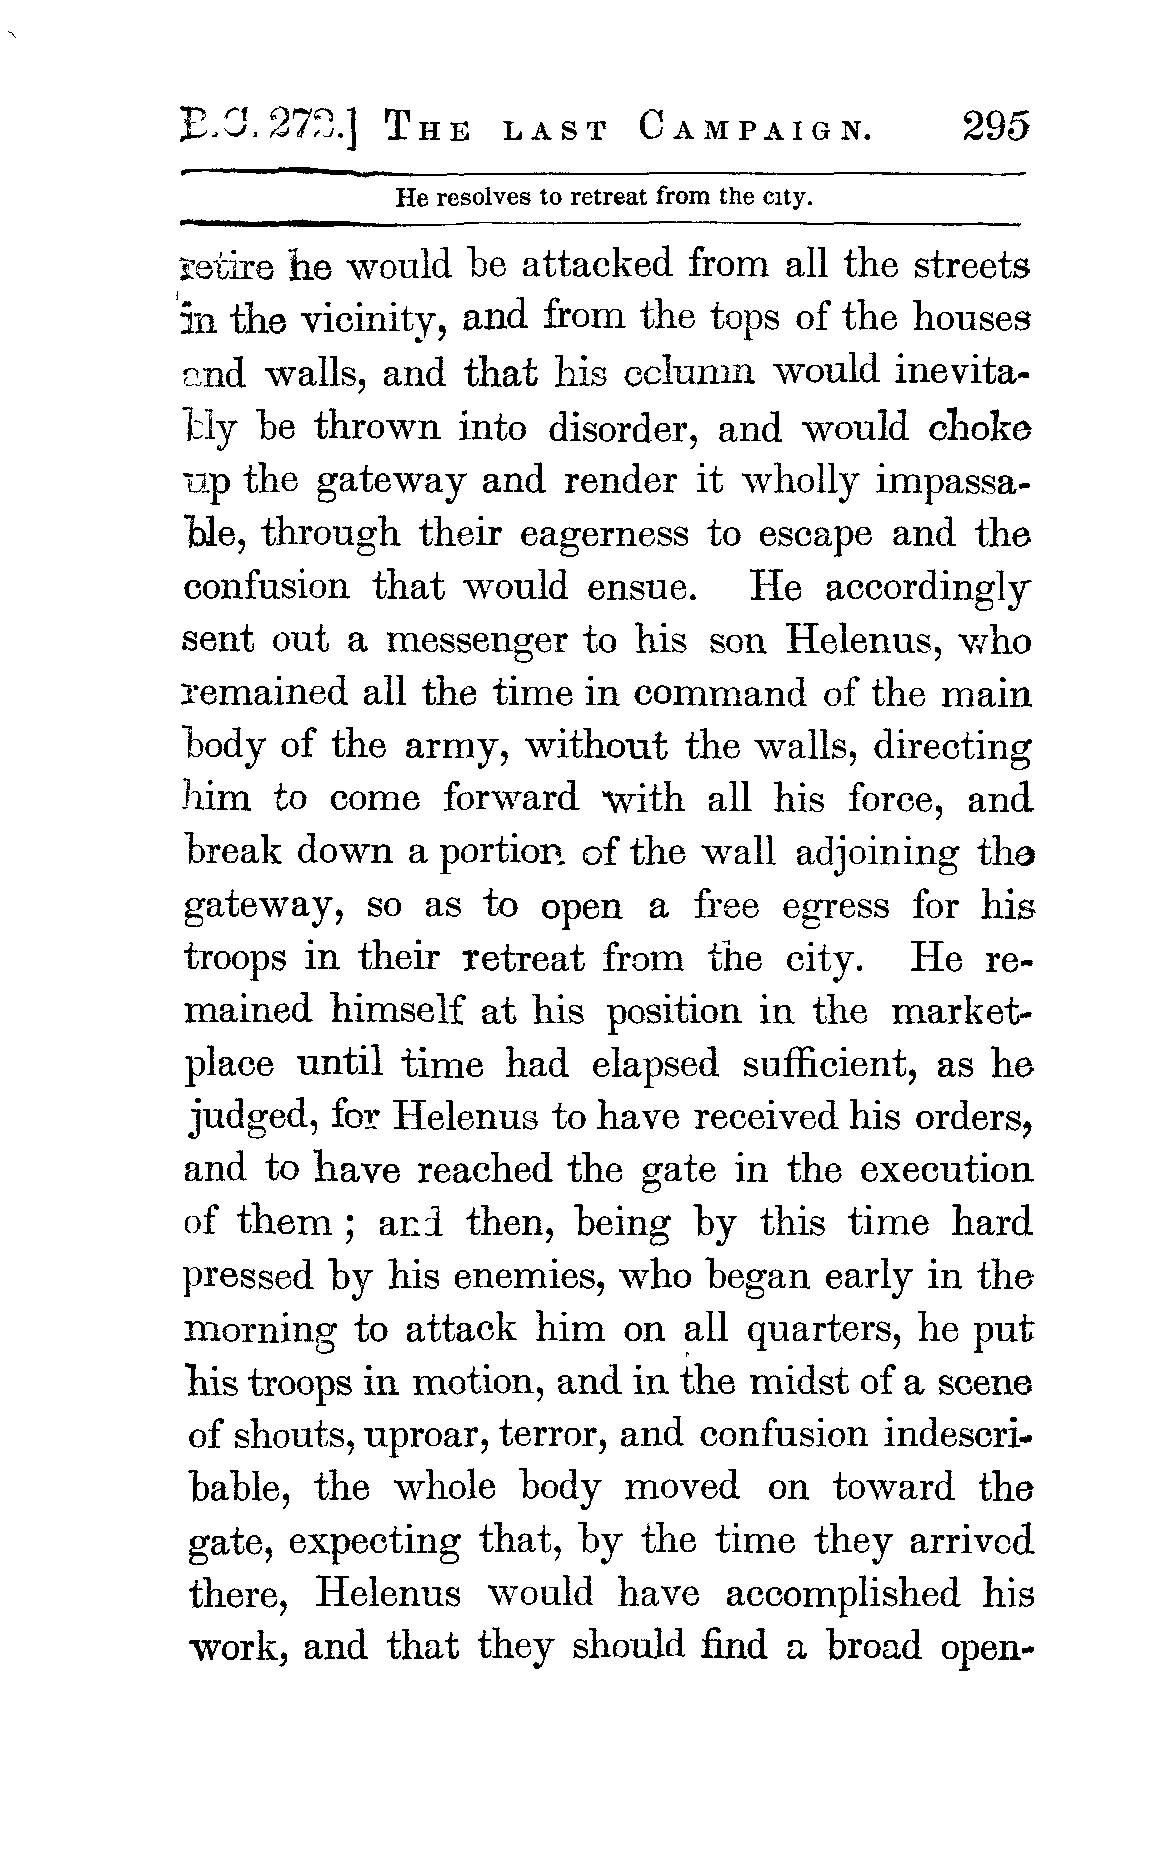 B.C. 272.] The last Campaign. 295
He resolves to retreat from the city.
retire he would be attacked from all the streets
in the vicinity, and from the tops of the houses
and walls, and that his column would inevita-
bly be thrown into disorder, and would choke
up the gateway and render it wholly impassa-
ble, through their eagerness to escape and the
confusion that would ensue. He accordingly
sent out a messenger to his son Helenus, who
remained all the time in command of the main
body of the army, without the walls, directing
him to come forward with all his force, and
break down a portion of the wall adjoining the
gateway, so as to open a free egress for his
troops in their retreat from the city. He re-
mained himself at his position in the market-
place until time had elapsed sufficient, as he
judged, for Helenus to have received his orders,
and to have reached the gate in the execution
of them ; and then, being by this time hard
pressed by his enemies, who began early in the
morning to attack him on all quarters, he put
his troops in motion, and in the midst of a scene
of shouts, uproar, terror, and confusion indescri-
bable, the whole body moved on toward the
gate, expecting that, by the time they arrived
there, Helenus would have accomplished his
work, and that they should find a broad open-